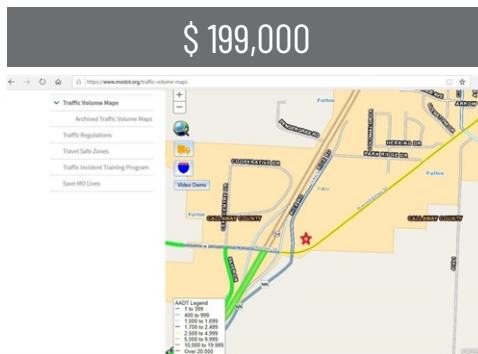 $ 199,000
https://www.modot.org/traffic-volume-maps
Traffic Volume Maps
Archived Traffic Volume Maps
Traffic Regulations
Travel Safe Zones
Traffic Incident Training Program
Save MO Lives
Video Demo
Fulton
COOPERATIVE DR
HERRING DR
PARK RIDGE DR
ARROW
Fulton
Fulton
CALLAWAY COUNTY
CALLAWAY COUNTY
NN
NN
AADT Legend
1 to 399
400 to 999
1,000 to 1,699
1,700 to 2,499
2,500 to 4,999
5,000 to 9,999
10,000 to 19,999
Over 20,000